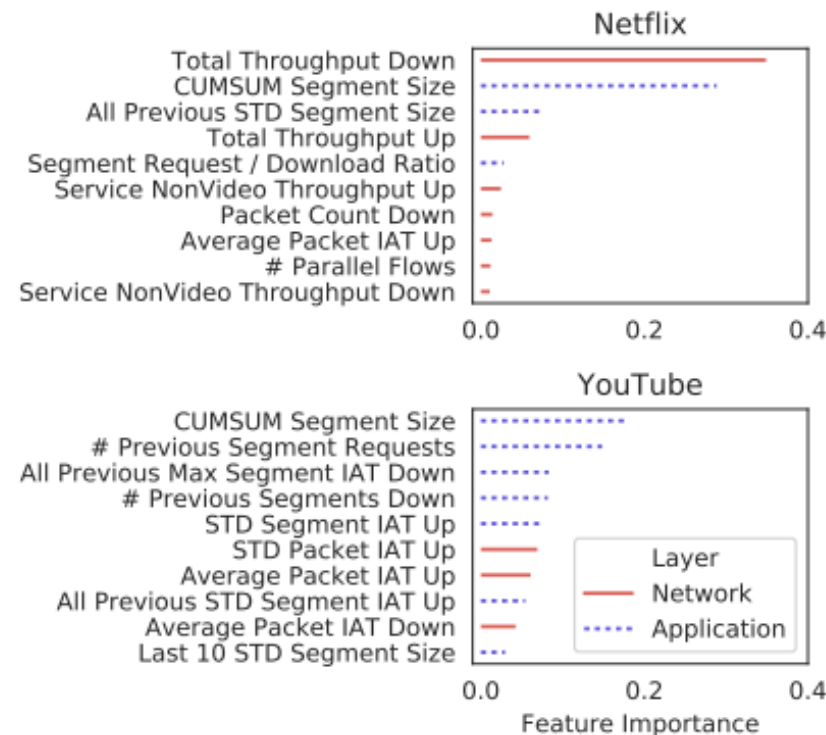 Netflix
Total Throughput Down
CUMSUM Segment Size
All Previous STD Segment Size
Total Throughput Up
Segment Request / Download Ratio
Service NonVideo Throughput Up
Packet Count Down
Average Packet IAT Up
# Parallel Flows
Service NonVideo Throughput Down
0.0 0.2 0.4
YouTube
CUMSUM Segment Size
# Previous Segment Requests
All Previous Max Segment IAT Down
# Previous Segments Down
STD Segment IAT Up
STD Packet IAT Up
Average Packet IAT Up
All Previous STD Segment IAT Up
Average Packet IAT Down
Last 10 STD Segment Size
Layer
Network
Application
0.0 0.2 0.4
Feature Importance